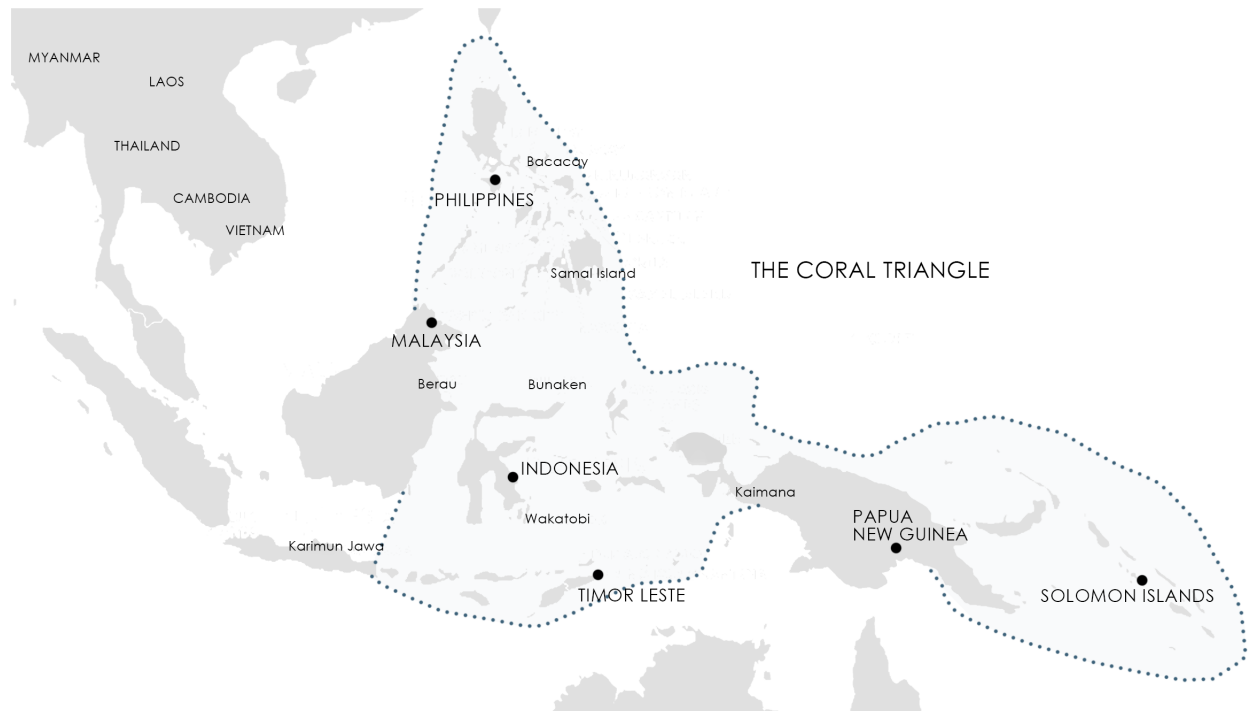 MYANMAR
LAOS
THAILAND
Bacacay
CAMBODIA
PHILIPPINES
VIETNAM
THE CORAL TRIANGLE
Samal Island
MALAYSIA
Berau
Bunaken
INDONESIA
Kaimana
Wakatobi
PAPUA
NEW GUINEA
Karimun Jawa
TIMOR LESTE
SOLOMON ISLANDS